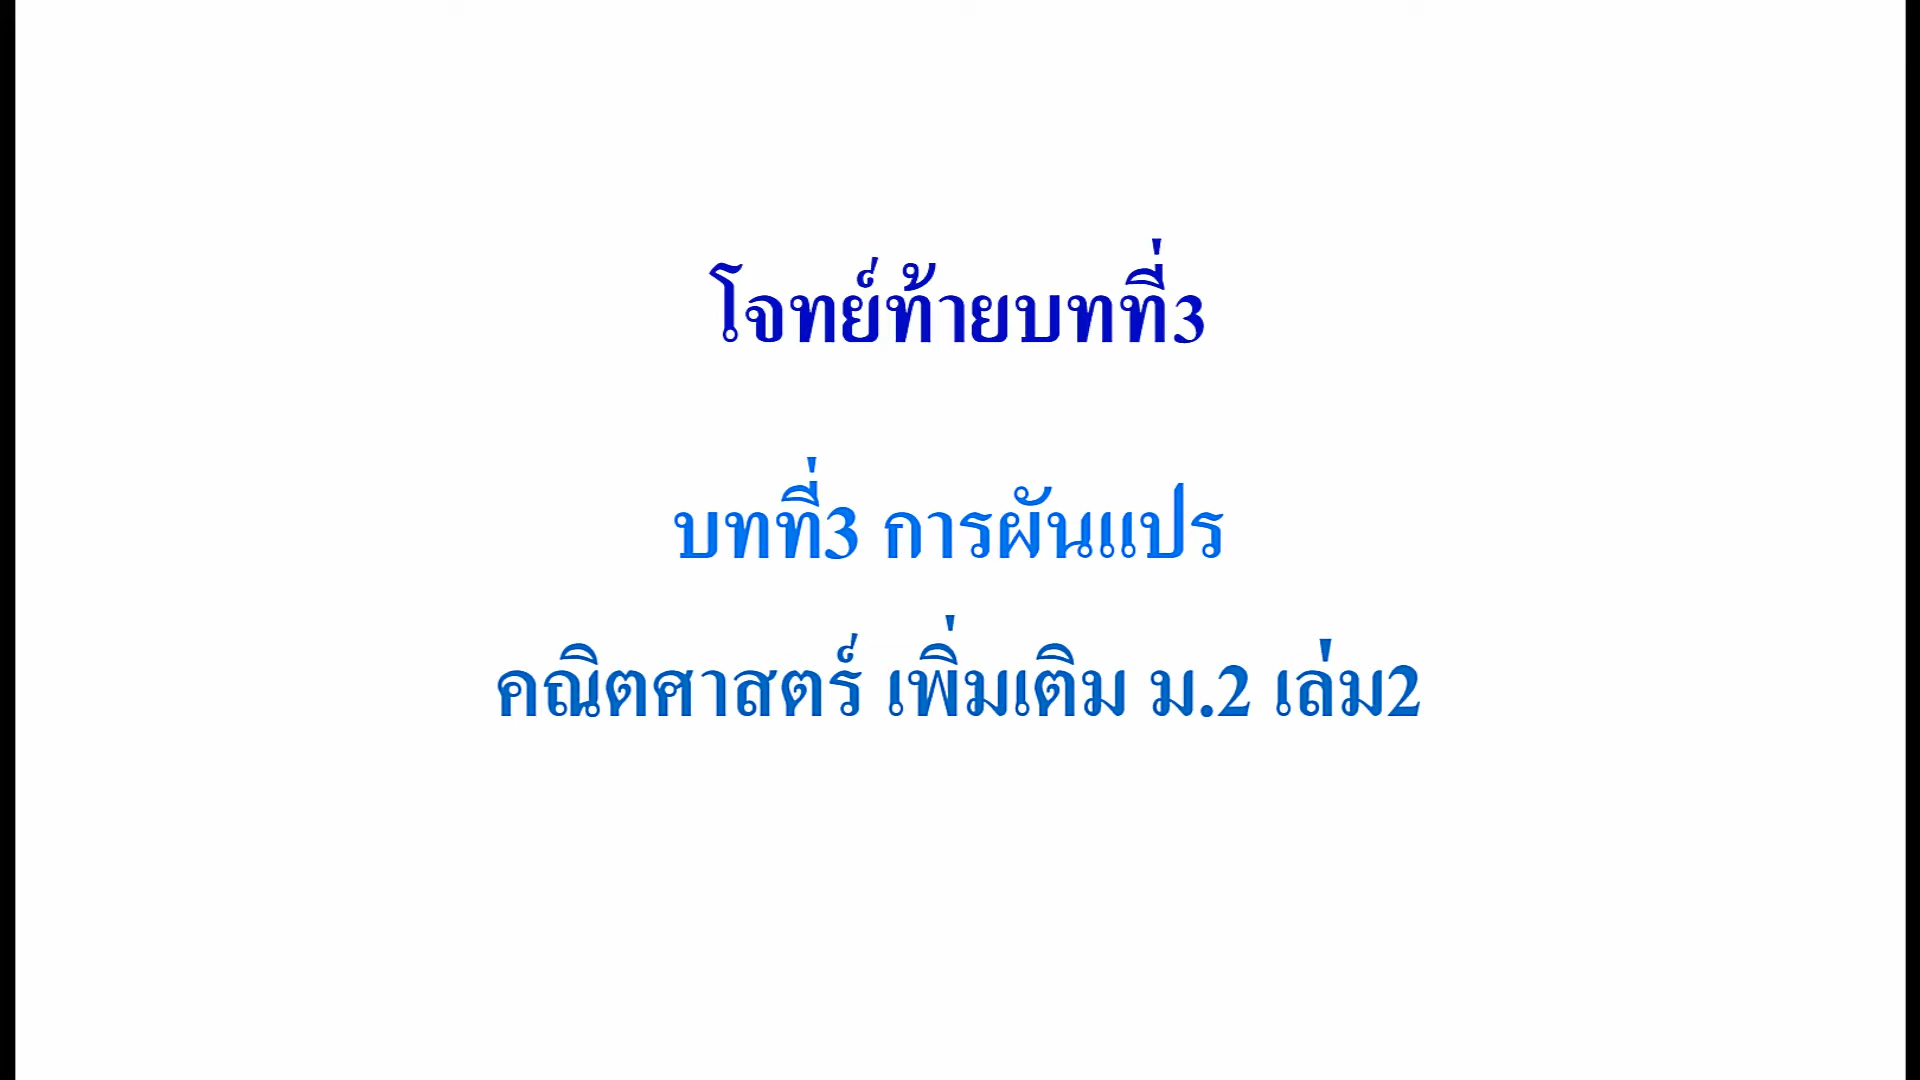 โจทย์ท้ายบทที่3
บทที่3 การผันแปร
คณิตศาสตร์ เพิ่มเติม ม.2 เล่ม2